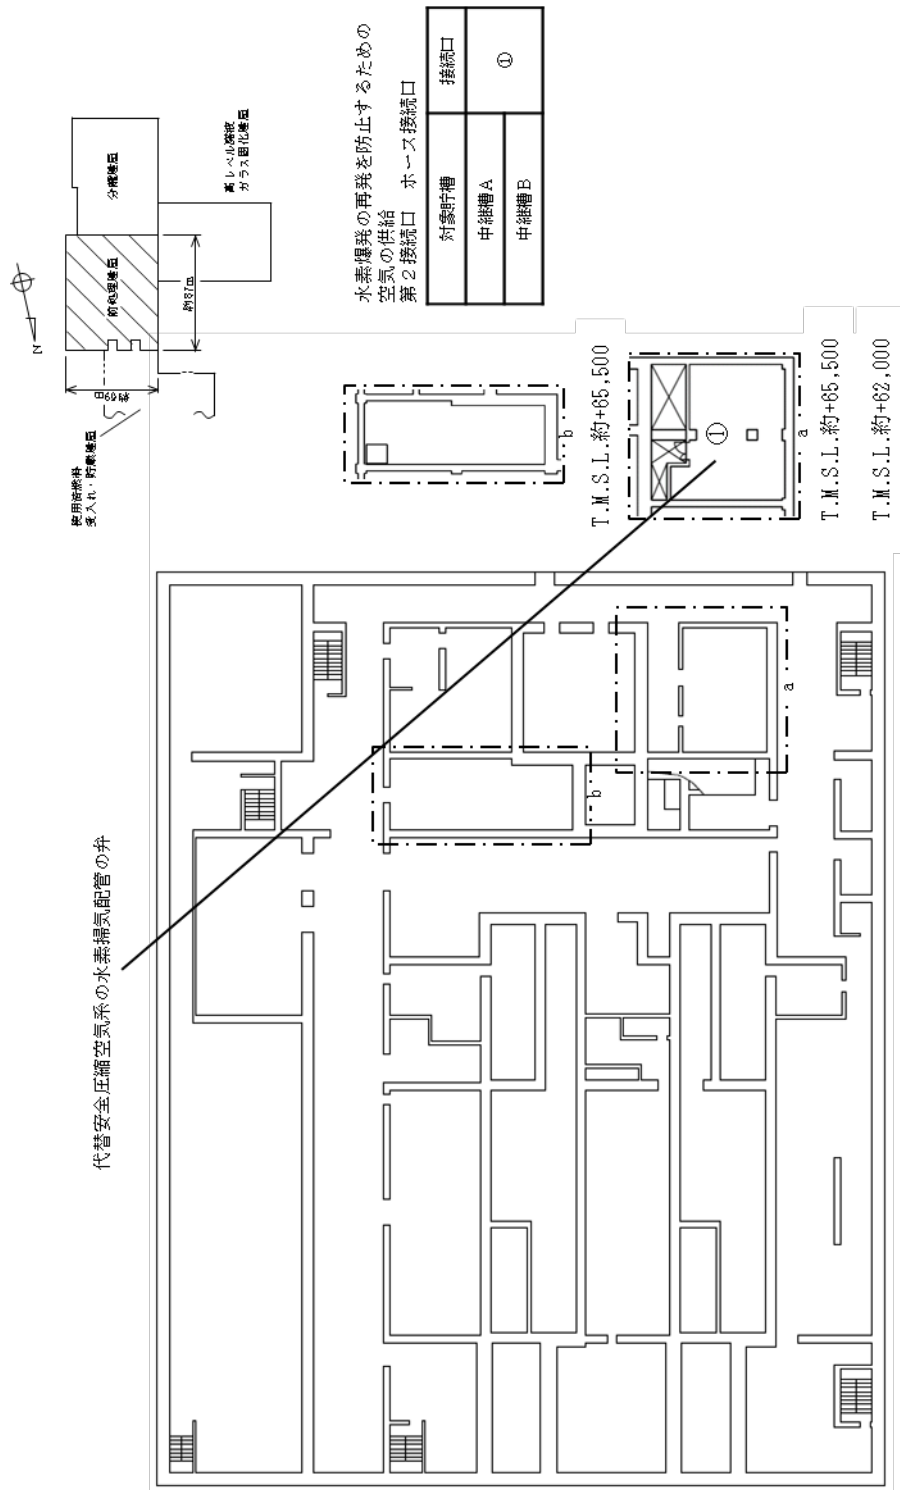 N
使用済燃料
受入れ・貯蔵建屋
前処理建屋
分離建屋
高レベル廃液
ガラス固化建屋
約87m
約69m
水素爆発の再発を防止するための
空気の供給
第2接続口 ホース接続口
対象貯槽 接続口
中継槽A ①
中継槽B
b
T.M.S.L.約+65,500
①
a
T.M.S.L.約+65,500
T.M.S.L.約+62,000
a
b
代替安全圧縮空気系の水素掃気配管の弁